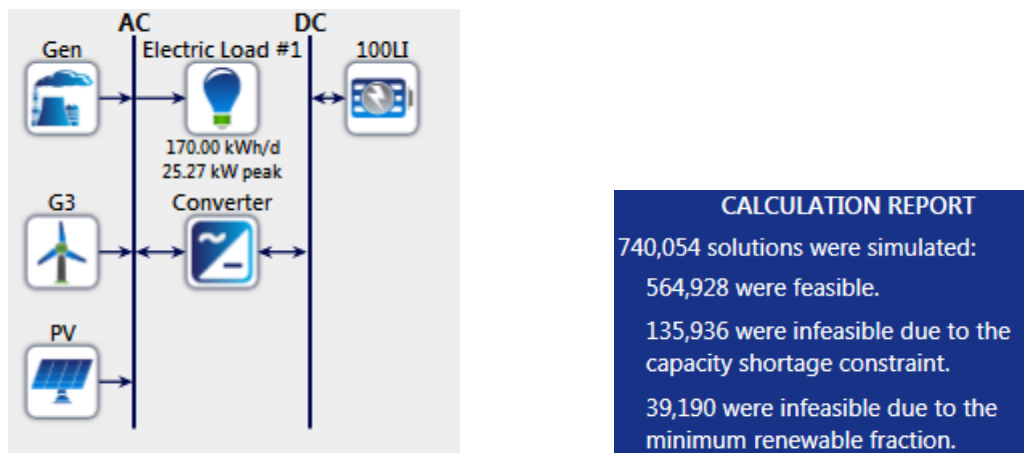 AC DC
Gen Electric Load #1 100LI
170.00 kWh/d
25.27 kW peak
G3 Converter
PV
CALCULATION REPORT
740,054 solutions were simulated:
564,928 were feasible.
135,936 were infeasible due to the
capacity shortage constraint.
39,190 were infeasible due to the
minimum renewable fraction.